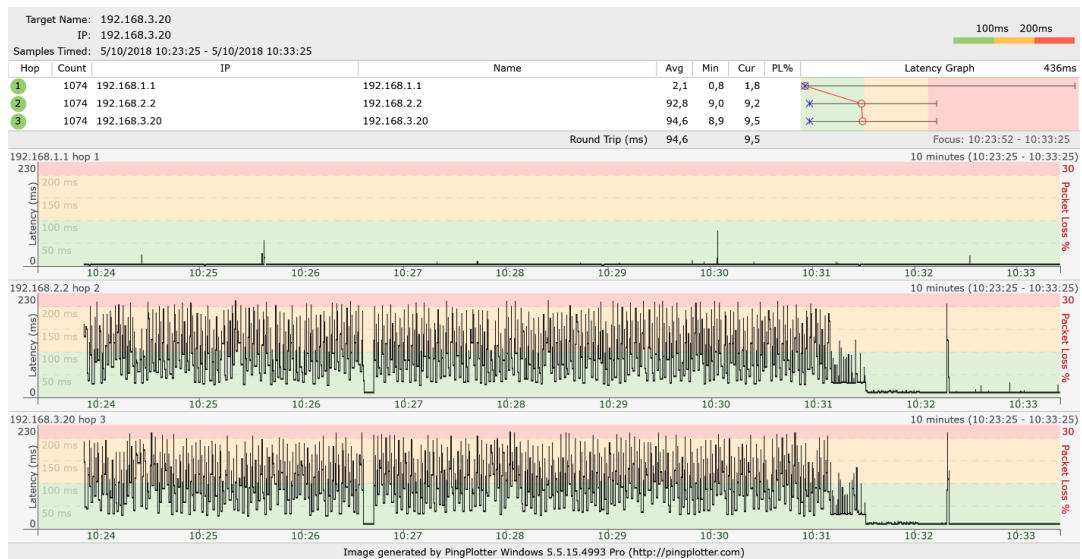 Target Name: 192.168.3.20
IP: 192.168.3.20
Samples Timed: 5/10/2018 10:23:25 - 5/10/2018 10:33:25
100ms 200ms
Hop Count IP Name Avg Min Cur PL% Latency Graph 436ms
1 1074 192.168.1.1 192.168.1.1 2,1 0,8 1,8
2 1074 192.168.2.2 192.168.2.2 92,8 9,0 9,2
3 1074 192.168.3.20 192.168.3.20 94,6 8,9 9,5
Round Trip (ms) 94,6 9,5 Focus: 10:23:52 - 10:33:25
192.168.1.1 hop 1 10 minutes (10:23:25 - 10:33:25)
230 30
200 ms
150 ms
100 ms
50 ms
0
Latency (ms)
Packet Loss %
10:24 10:25 10:26 10:27 10:28 10:29 10:30 10:31 10:32 10:33
192.168.2.2 hop 2 10 minutes (10:23:25 - 10:33:25)
230 30
200 ms
150 ms
100 ms
50 ms
0
Latency (ms)
Packet Loss %
10:24 10:25 10:26 10:27 10:28 10:29 10:30 10:31 10:32 10:33
192.168.3.20 hop 3 10 minutes (10:23:25 - 10:33:25)
230 30
200 ms
150 ms
100 ms
50 ms
0
Latency (ms)
Packet Loss %
10:24 10:25 10:26 10:27 10:28 10:29 10:30 10:31 10:32 10:33
Image generated by PingPlotter Windows 5.5.15.4993 Pro (http://pingplotter.com)